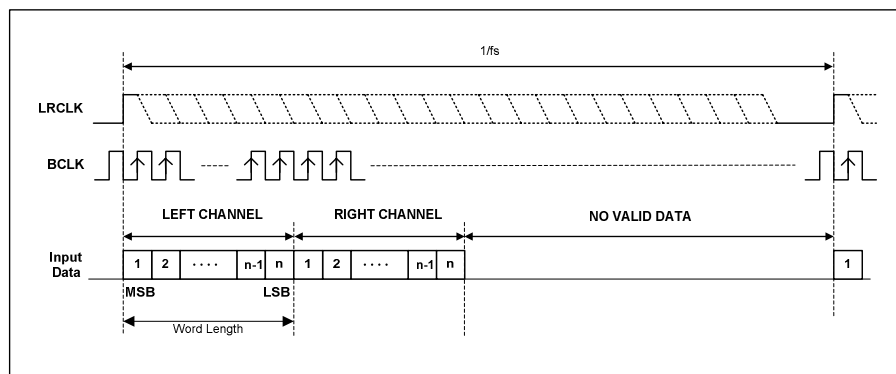 1/fs
LRCLK
BCLK
LEFT CHANNEL RIGHT CHANNEL NO VALID DATA
Input
Data
1 2 .... n-1 n 1 2 .... n-1 n 1
MSB LSB
Word Length